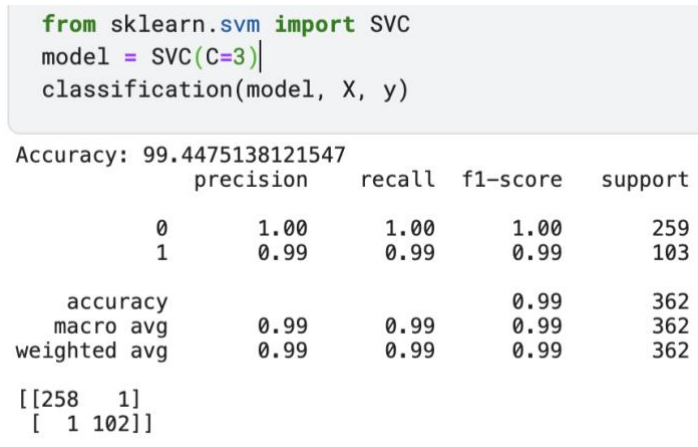 from sklearn.svm import SVC
model = SVC(C=3)
classification(model, X, y)
Accuracy: 99.4475138121547
precision recall f1-score support
0 1.00 1.00 1.00 259
1 0.99 0.99 0.99 103
accuracy 0.99 362
macro avg 0.99 0.99 0.99 362
weighted avg 0.99 0.99 0.99 362
[[258 1]
[ 1 102]]